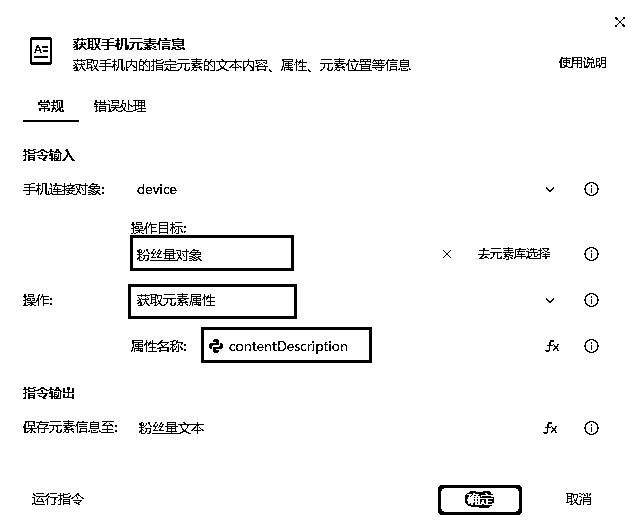 获取手机元素信息
获取手机内的指定元素的文本内容、属性、元素位置等信息
使用说明
常规 错误处理
指令输入
手机连接对象: device
操作目标:
粉丝量对象 去元素库选择
操作: 获取元素属性
属性名称: contentDescription fx
指令输出
保存元素信息至: 粉丝量文本 fx
运行指令 确定 取消